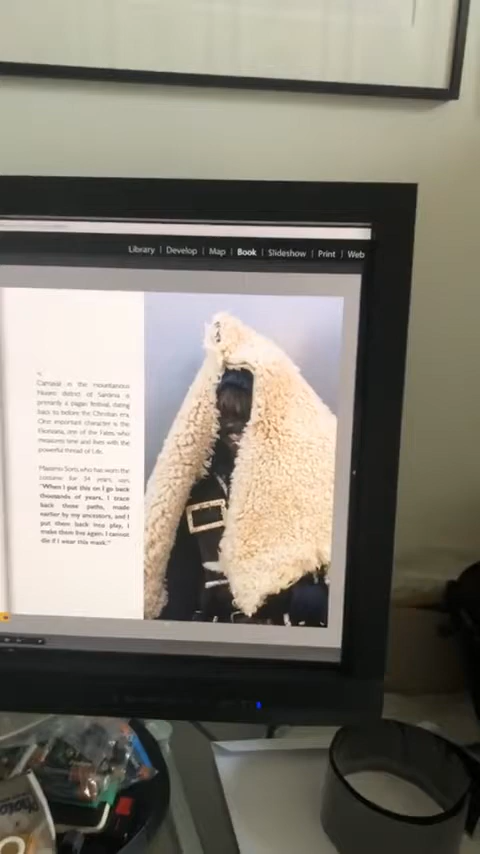 Library | Develop | Map | Book | Slideshow | Print | Web
Carnival in the mountainous
Nuoro district of Sardinia is
primarily a pagan festival, dating
back to before the Christian era.
One important character is the
Filonzana, one of the Fates, who
measures time and lives with the
powerful thread of Life.
who has worn the
costume for 34 years, says
"When I put this on I go back
thousands of years. I trace
back these paths, made
earlier by my ancestors, and I
put them back into play, I
make them live again. I cannot
die if I wear this mask."
Photo